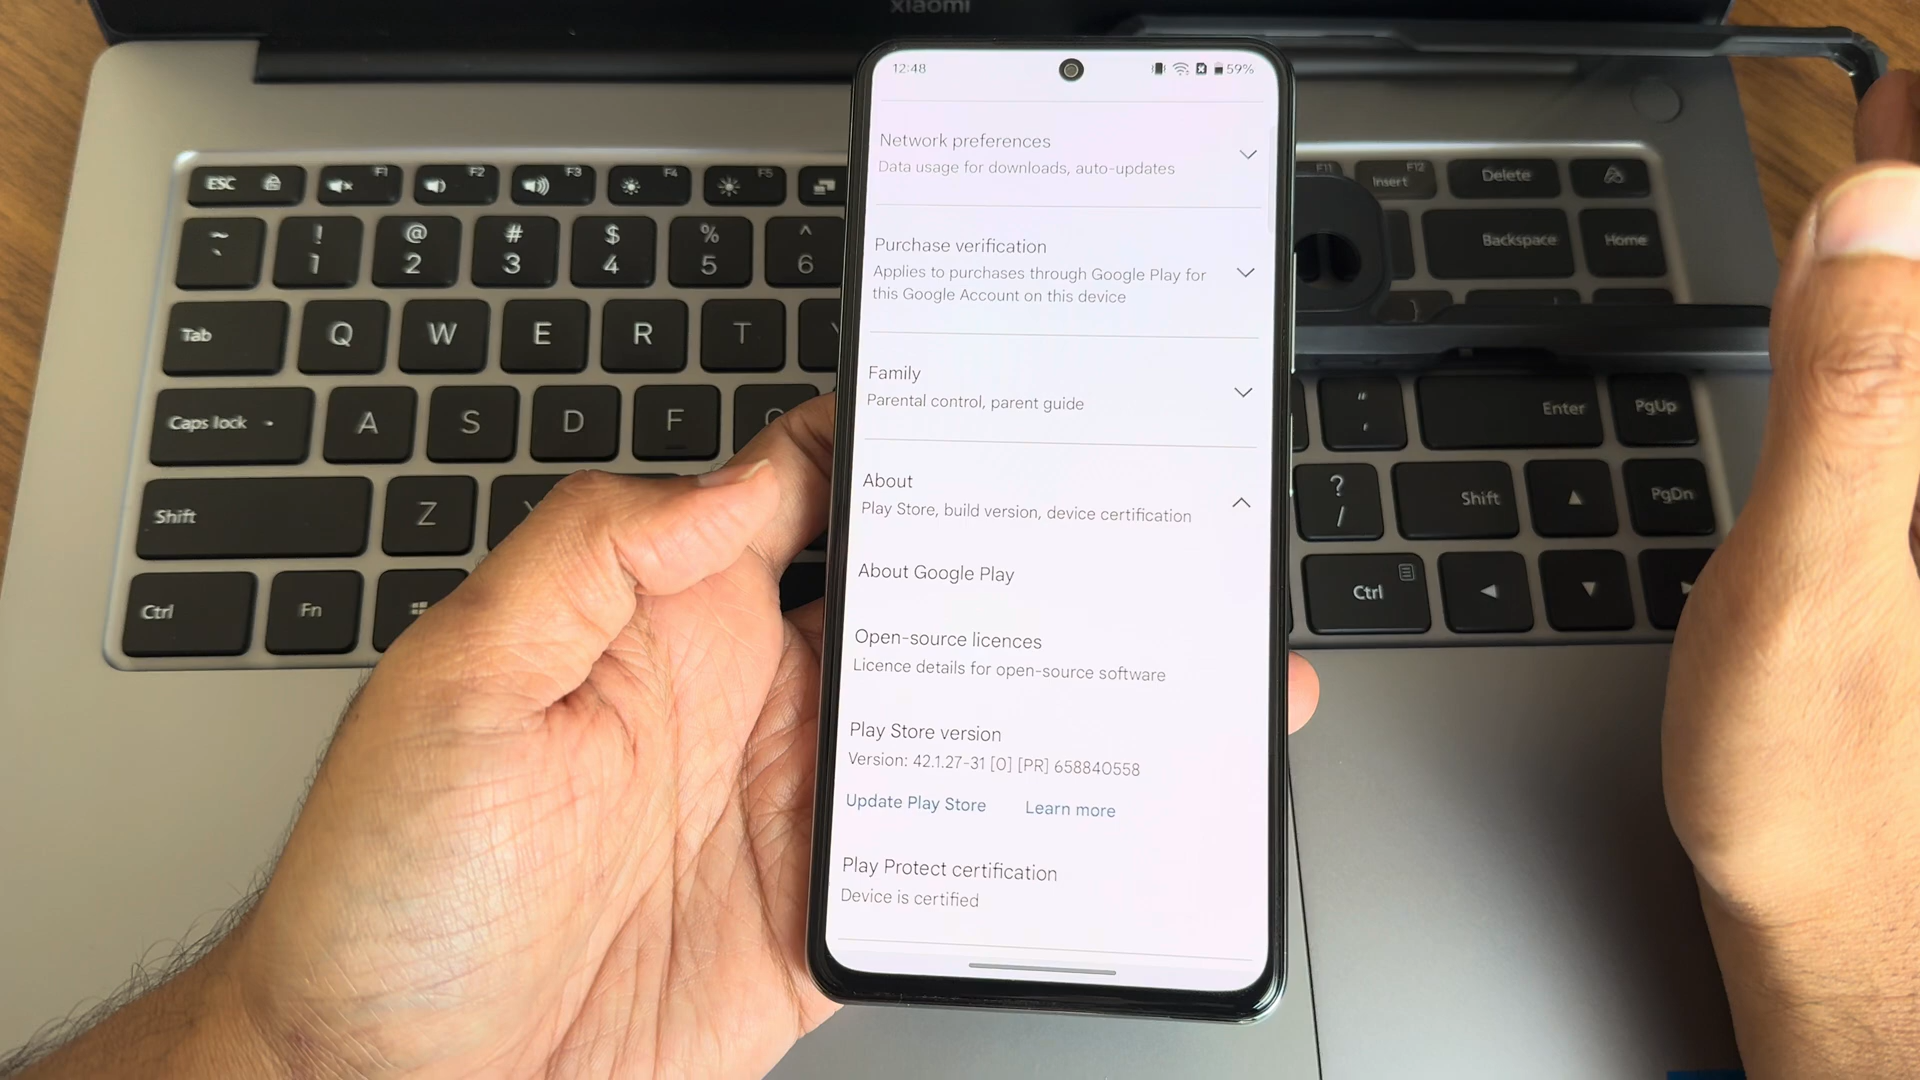 xiaomi
12:48
59%
Network preferences
Data usage for downloads, auto-updates
Purchase verification
Applies to purchases through Google Play for
this Google Account on this device
Family
Parental control, parent guide
About
Play Store, build version, device certification
About Google Play
Open-source licences
Licence details for open-source software
Play Store version
Version: 42.1.27-31 [0] [PR] 658840558
Update Play Store Learn more
Play Protect certification
Device is certified
ESC F1 F2 F3 F4 F5
F11 Insert F12 Delete
~ ! @ # $ % ^
` 1 2 3 4 5 6
Backspace Home
Tab Q W E R T
Caps lock A S D F
" Enter PgUp
'
Shift Z
? Shift ▲ PgDn
/
Ctrl Fn
Ctrl ◀ ▼ ▶